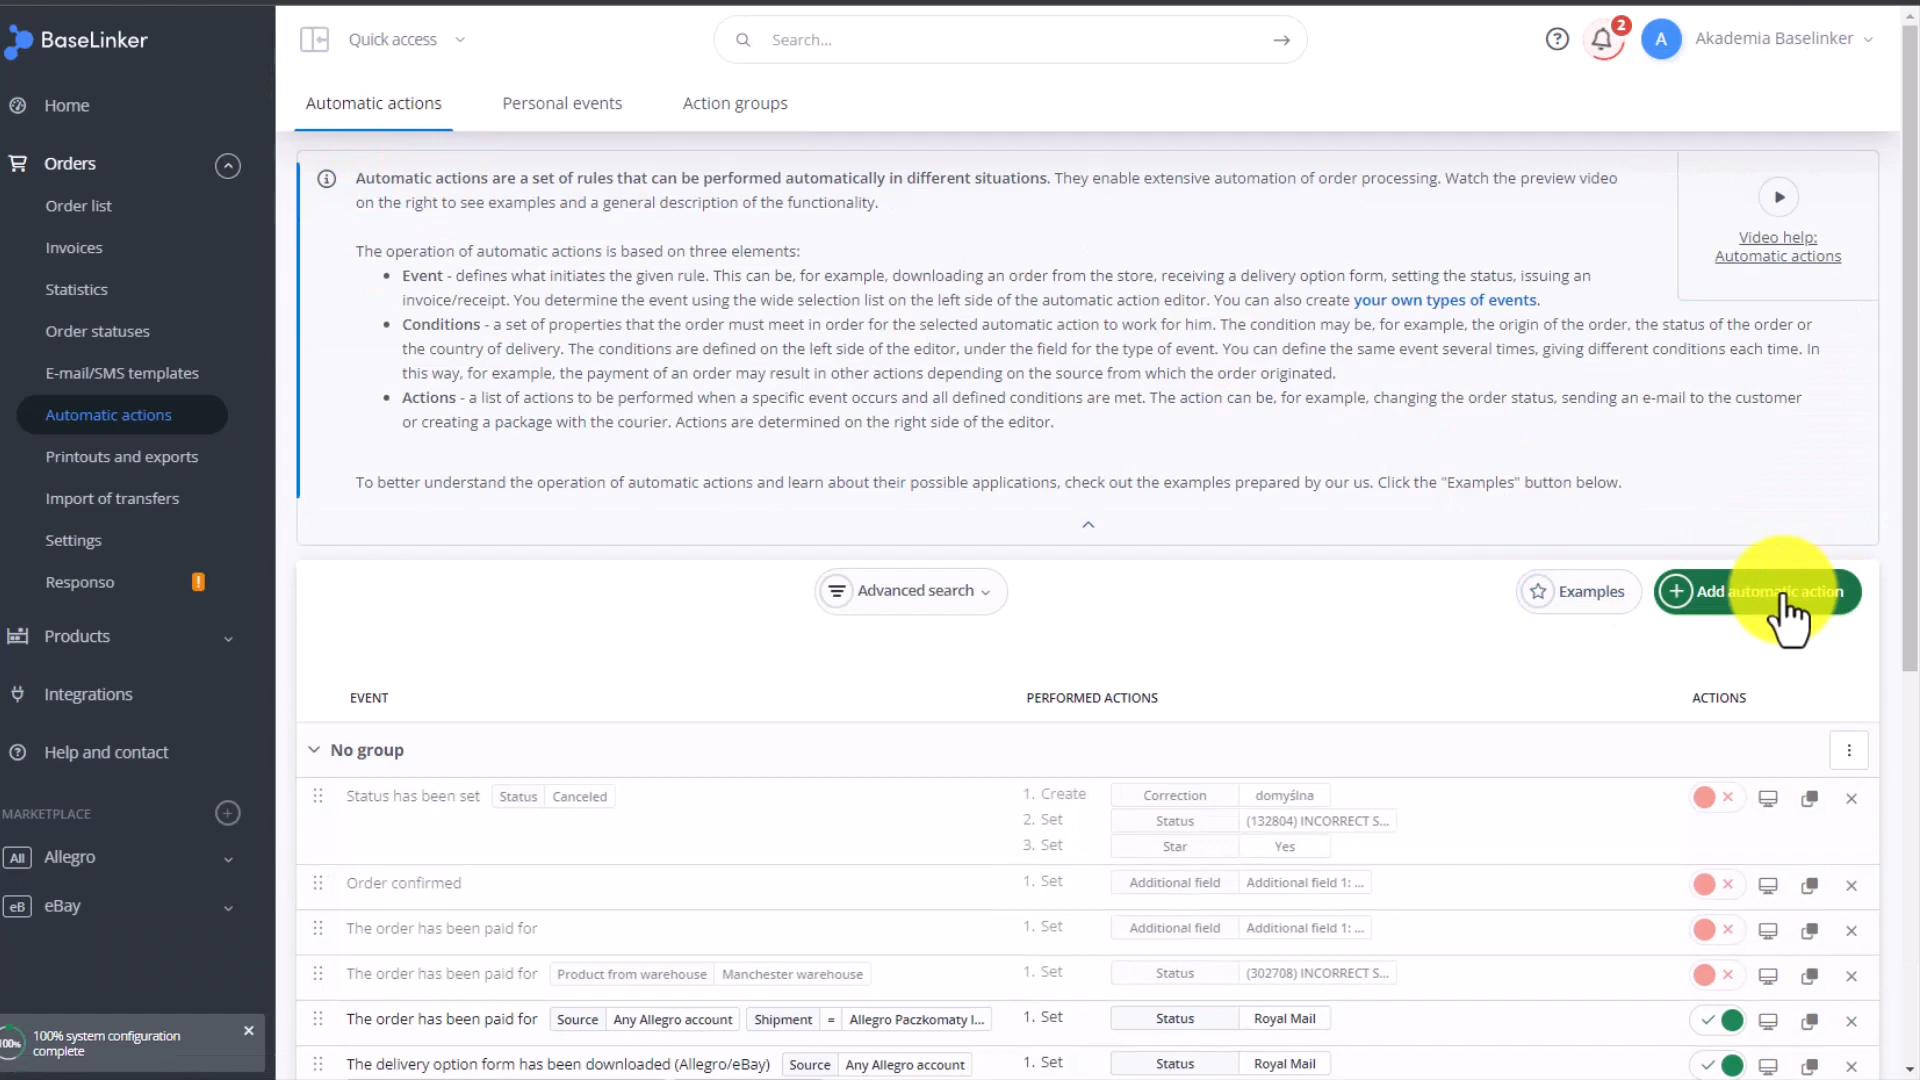 BaseLinker
Quick access
Search...
2
A
Akademia Baselinker
Home
Orders
Order list
Invoices
Statistics
Order statuses
E-mail/SMS templates
Automatic actions
Printouts and exports
Import of transfers
Settings
Responso
!
Products
Integrations
Help and contact
MARKETPLACE
All Allegro
eB eBay
100%
100% system configuration
complete
Automatic actions Personal events Action groups
Automatic actions are a set of rules that can be performed automatically in different situations. They enable extensive automation of order processing. Watch the preview video
on the right to see examples and a general description of the functionality.
The operation of automatic actions is based on three elements:
• Event - defines what initiates the given rule. This can be, for example, downloading an order from the store, receiving a delivery option form, setting the status, issuing an
invoice/receipt. You determine the event using the wide selection list on the left side of the automatic action editor. You can also create your own types of events.
• Conditions - a set of properties that the order must meet in order for the selected automatic action to work for him. The condition may be, for example, the origin of the order, the status of the order or
the country of delivery. The conditions are defined on the left side of the editor, under the field for the type of event. You can define the same event several times, giving different conditions each time. In
this way, for example, the payment of an order may result in other actions depending on the source from which the order originated.
• Actions - a list of actions to be performed when a specific event occurs and all defined conditions are met. The action can be, for example, changing the order status, sending an e-mail to the customer
or creating a package with the courier. Actions are determined on the right side of the editor.
To better understand the operation of automatic actions and learn about their possible applications, check out the examples prepared by our us. Click the "Examples" button below.
Video help:
Automatic actions
Advanced search
Examples
Add automatic action
EVENT PERFORMED ACTIONS ACTIONS
No group
Status has been set Status Canceled
1. Create Correction domyślna
2. Set Status (132804) INCORRECT S...
3. Set Star Yes
Order confirmed 1. Set Additional field Additional field 1: ...
The order has been paid for 1. Set Additional field Additional field 1: ...
The order has been paid for Product from warehouse Manchester warehouse 1. Set Status (302708) INCORRECT S...
The order has been paid for Source Any Allegro account Shipment = Allegro Paczkomaty I... 1. Set Status Royal Mail
The delivery option form has been downloaded (Allegro/eBay) Source Any Allegro account 1. Set Status Royal Mail